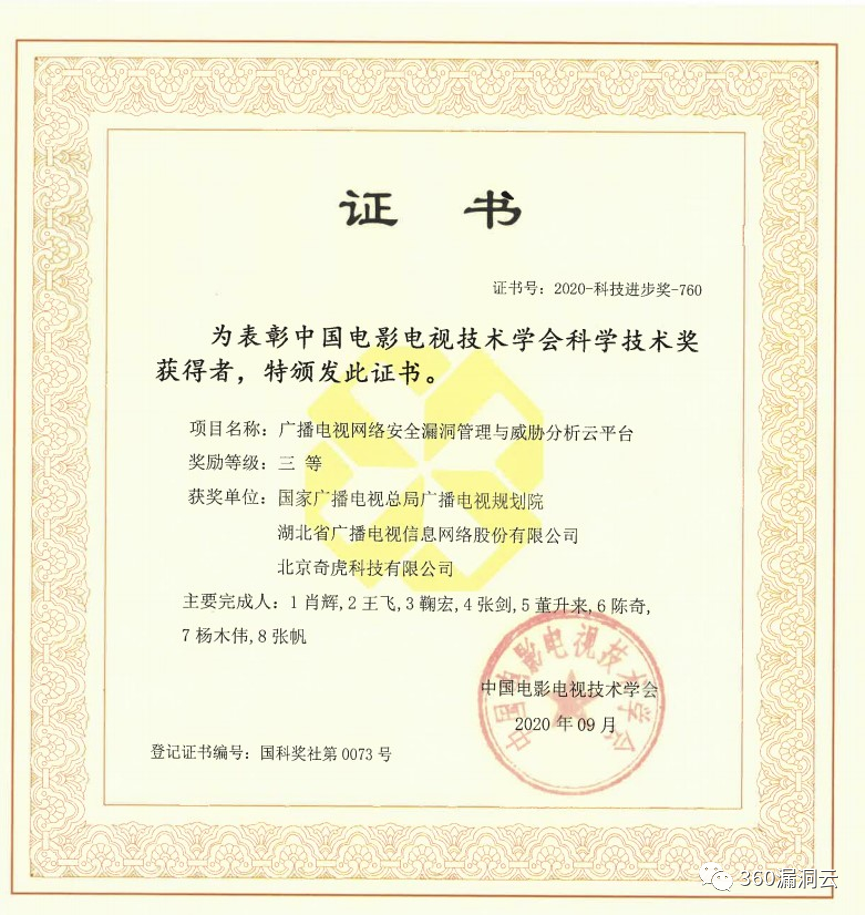 证 书
证书号：2020-科技进步奖-760
为表彰中国电影电视技术学会科学技术奖
获得者，特颁发此证书。
项目名称：广播电视网络安全漏洞管理与威胁分析云平台
奖励等级：三 等
获奖单位：国家广播电视总局广播电视规划院
湖北省广播电视信息网络股份有限公司
北京奇虎科技有限公司
主要完成人：1 肖辉,2 王飞,3 鞠宏,4 张剑,5 董升来,6 陈奇,
7 杨木伟,8 张帆
中国电影电视技术学会
中国电影电视技术学会
2020 年 09 月
登记证书编号：国科奖社第 0073 号
360漏洞云